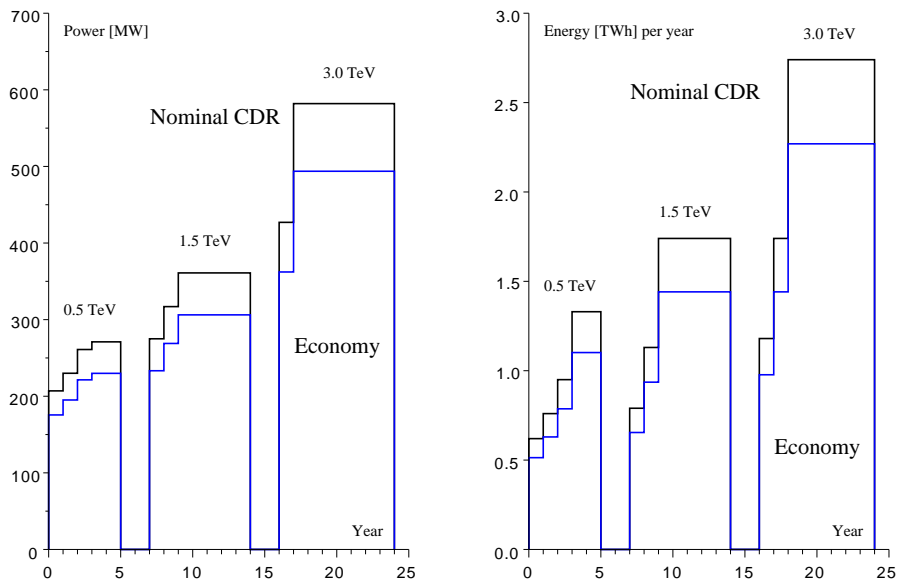 Power [MW]
700
600
500
400
300
200
100
0
3.0 TeV
Nominal CDR
1.5 TeV
0.5 TeV
Economy
Year
0 5 10 15 20 25
Energy [TWh] per year
3.0
2.5
2.0
1.5
1.0
0.5
0.0
3.0 TeV
Nominal CDR
1.5 TeV
0.5 TeV
Economy
Year
0 5 10 15 20 25